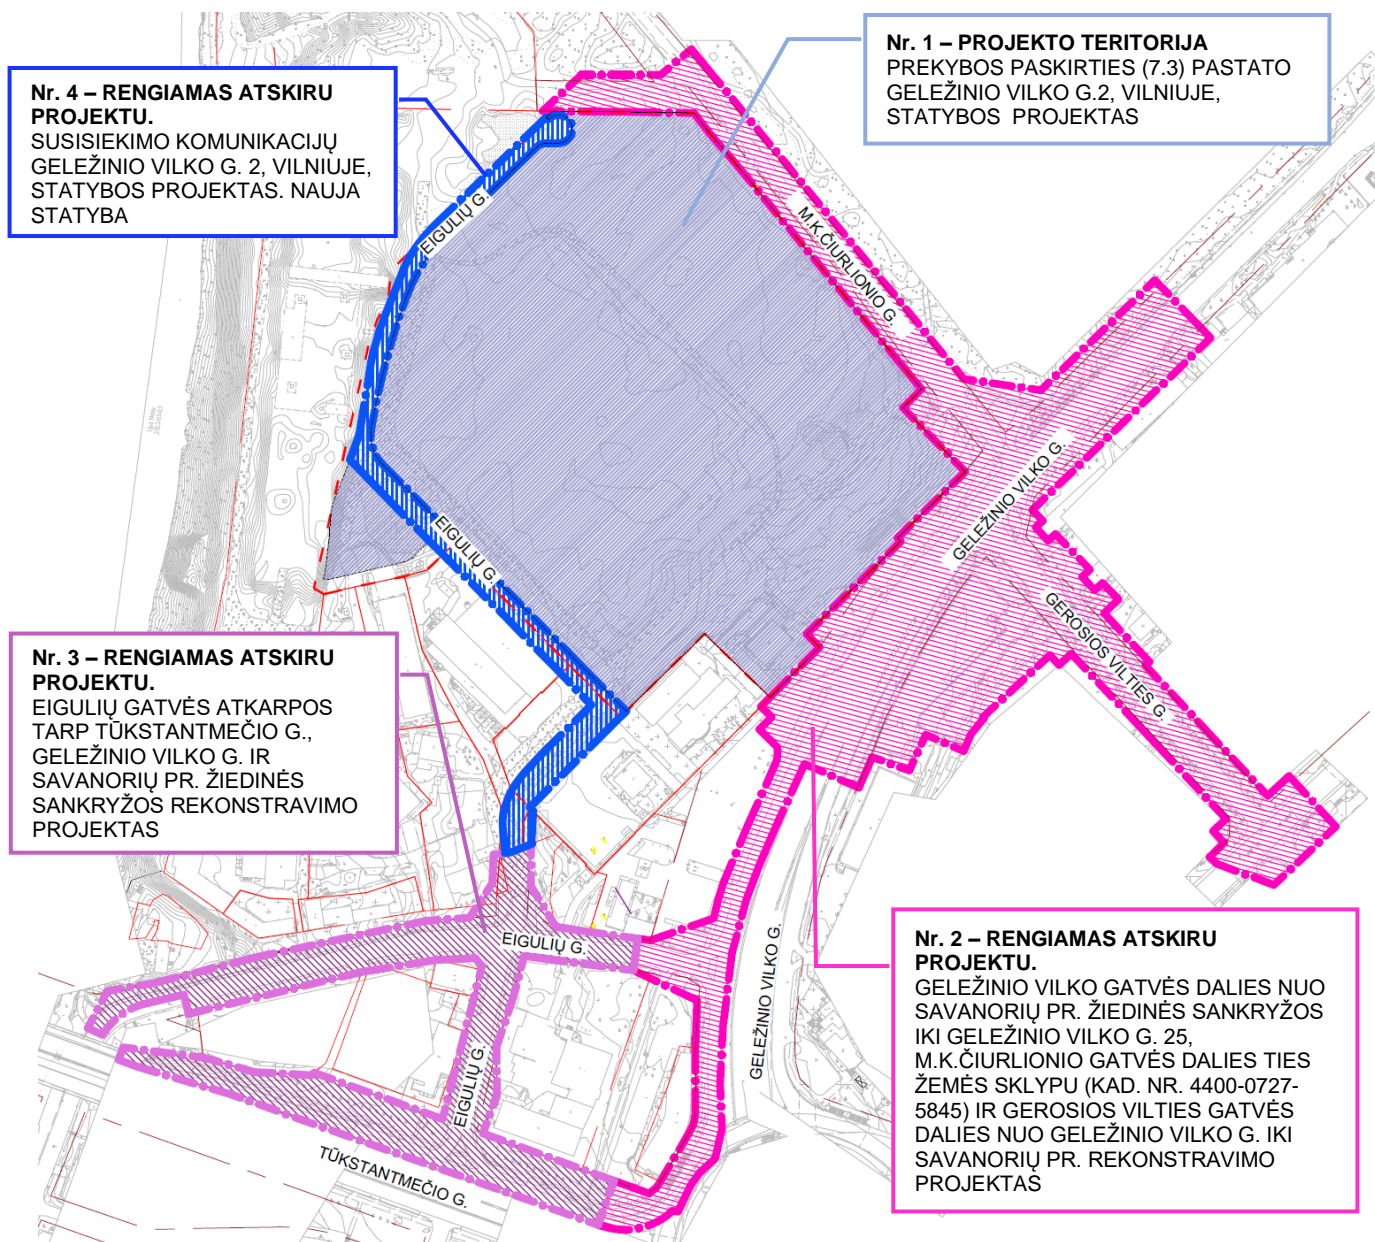 Nr. 1 – PROJEKTO TERITORIJA
PREKYBOS PASKIRTIES (7.3) PASTATO
GELEŽINIO VILKO G.2, VILNIUJE,
STATYBOS PROJEKTAS
Nr. 4 – RENGIAMAS ATSKIRU
PROJEKTU.
SUSISIEKIMO KOMUNIKACIJŲ
GELEŽINIO VILKO G. 2, VILNIUJE,
STATYBOS PROJEKTAS. NAUJA
STATYBA
EIGULIŲ G.
M.K.ČIURLIONIO G.
GELEŽINIO VILKO G.
EIGULIŲ G.
GEROSIOS VILTIES G.
Nr. 3 – RENGIAMAS ATSKIRU
PROJEKTU.
EIGULIŲ GATVĖS ATKARPOS
TARP TŪKSTANTMEČIO G.,
GELEŽINIO VILKO G. IR
SAVANORIŲ PR. ŽIEDINĖS
SANKRYŽOS REKONSTRAVIMO
PROJEKTAS
EIGULIŲ G.
GELEŽINIO VILKO G.
EIGULIŲ G.
TŪKSTANTMEČIO G.
Nr. 2 – RENGIAMAS ATSKIRU
PROJEKTU.
GELEŽINIO VILKO GATVĖS DALIES NUO
SAVANORIŲ PR. ŽIEDINĖS SANKRYŽOS
IKI GELEŽINIO VILKO G. 25,
M.K.ČIURLIONIO GATVĖS DALIES TIES
ŽEMĖS SKLYPU (KAD. NR. 4400-0727-
5845) IR GEROSIOS VILTIES GATVĖS
DALIES NUO GELEŽINIO VILKO G. IKI
SAVANORIŲ PR. REKONSTRAVIMO
PROJEKTAS